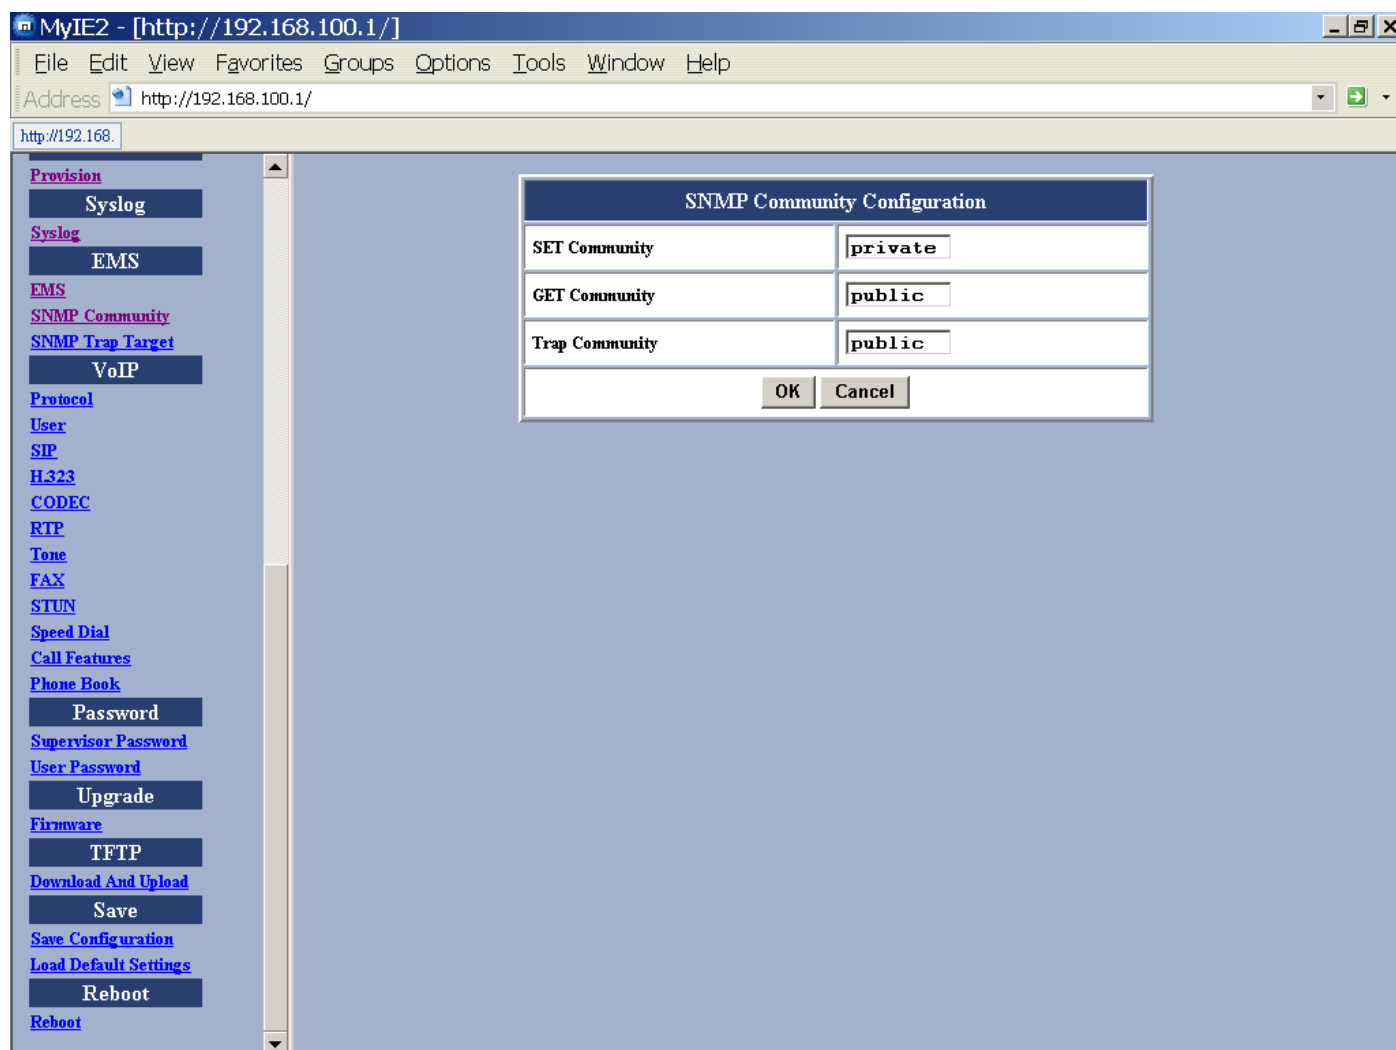 MyIE2 - [http://192.168.100.1/]
File Edit View Favorites Groups Options Tools Window Help
Address http://192.168.100.1/
http://192.168.
Provision
Syslog
Syslog
EMS
EMS
SNMP Community
SNMP Trap Target
VoIP
Protocol
User
SIP
H.323
CODEC
RTP
Tone
FAX
STUN
Speed Dial
Call Features
Phone Book
Password
Supervisor Password
User Password
Upgrade
Firmware
TFTP
Download And Upload
Save
Save Configuration
Load Default Settings
Reboot
Reboot
SNMP Community Configuration
SET Community private
GET Community public
Trap Community public
OK Cancel